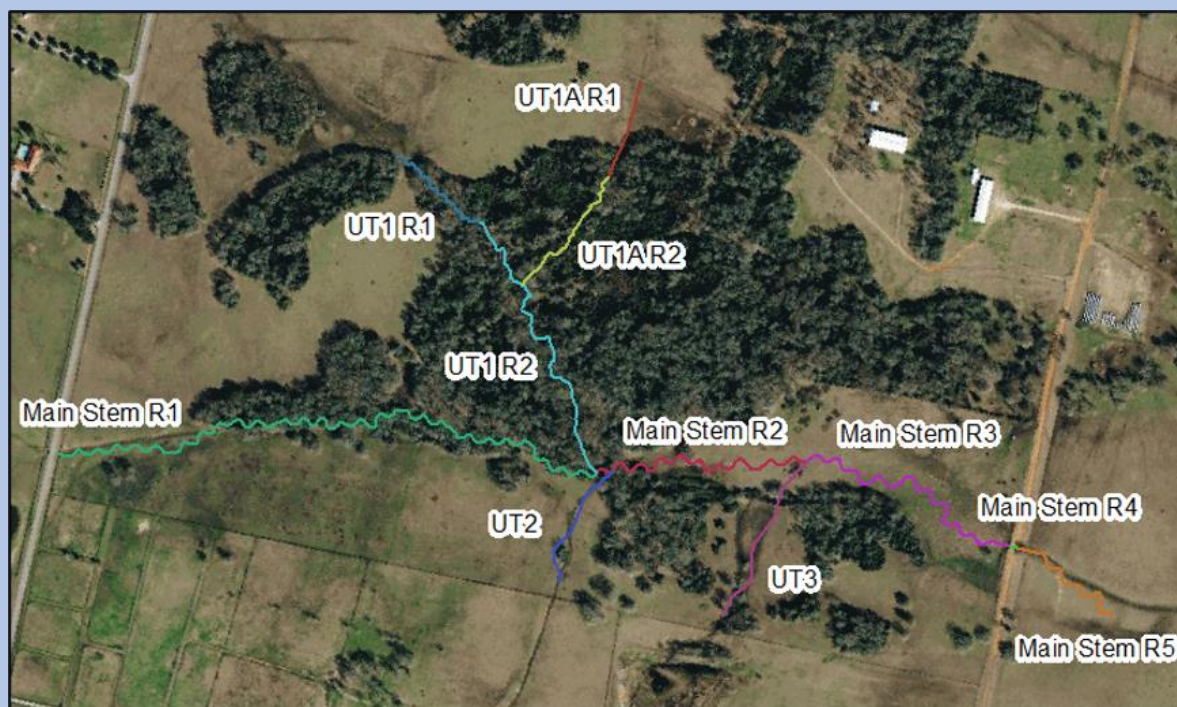 UT1A R1
UT1 R1
UT1A R2
UT1 R2
Main Stem R1
Main Stem R2
Main Stem R3
Main Stem R4
UT2
UT3
Main Stem R5